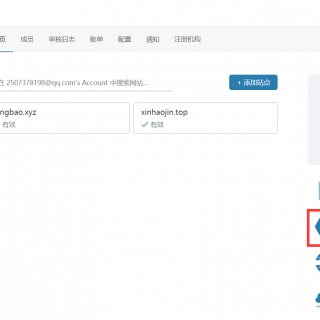 页 成员 审核日志 账单 配置 通知 注册机构
在 2507378198@qq.com's Account 中搜索网站... + 添加站点
ngbao.xyz xinhaojin.top
有效 有效